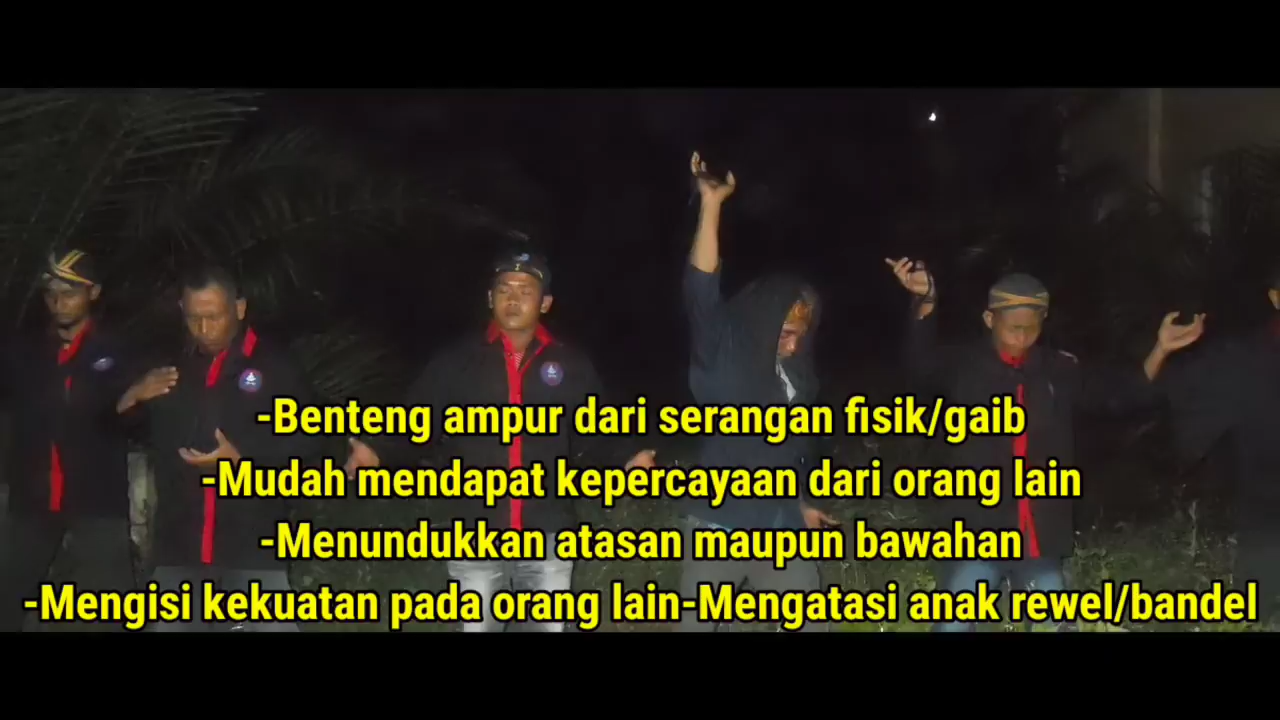 -Benteng ampur dari serangan fisik/gaib
-Mudah mendapat kepercayaan dari orang lain
-Menundukkan atasan maupun bawahan
-Mengisi kekuatan pada orang lain-Mengatasi anak rewel/bandel